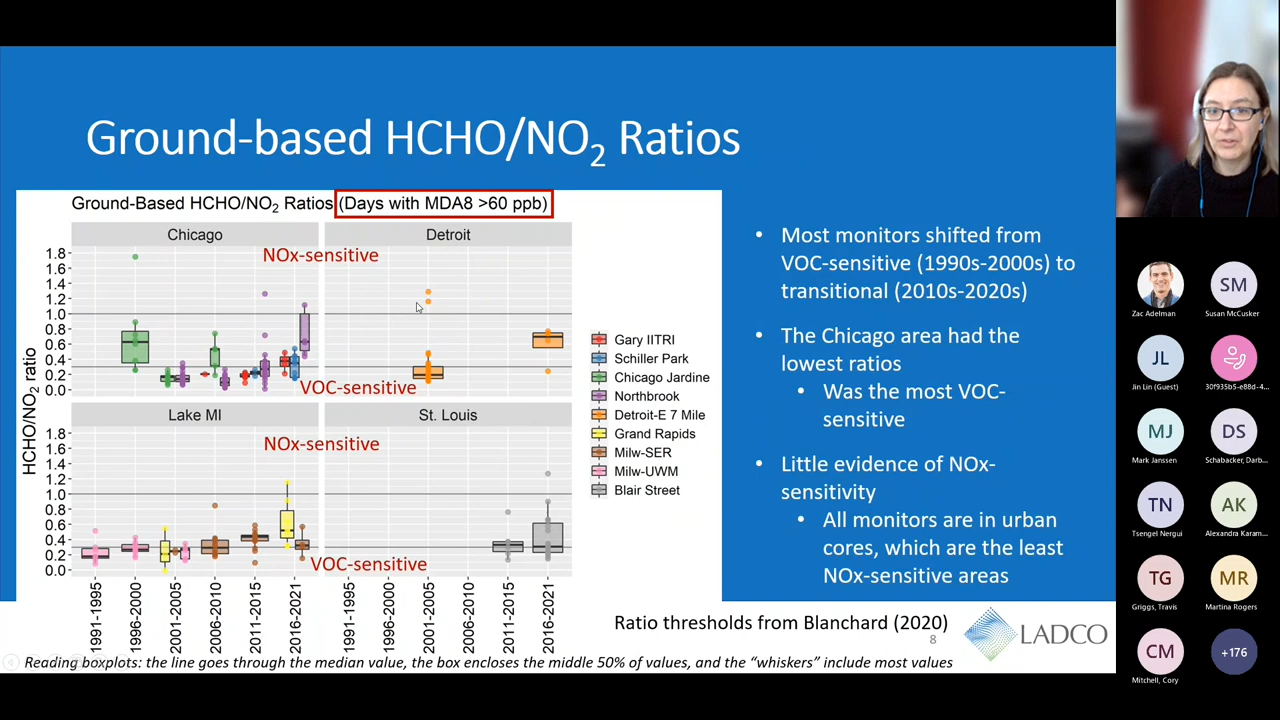 Ground-based HCHO/NO2 Ratios
Ground-Based HCHO/NO2 Ratios (Days with MDA8 >60 ppb)
Chicago
Detroit
NOx-sensitive
1.8
1.6
1.4
1.2
1.0
0.8
0.6
0.4
0.2
0.0
VOC-sensitive
Lake MI
St. Louis
NOx-sensitive
1.8
1.6
1.4
1.2
1.0
0.8
0.6
0.4
0.2
0.0
VOC-sensitive
HCHO/NO2 ratio
1991-1995
1996-2000
2001-2005
2006-2010
2011-2015
2016-2021
1991-1995
1996-2000
2001-2005
2006-2010
2011-2015
2016-2021
Gary IITRI
Schiller Park
Chicago Jardine
Northbrook
Detroit-E 7 Mile
Grand Rapids
Milw-SER
Milw-UWM
Blair Street
• Most monitors shifted from
VOC-sensitive (1990s-2000s) to
transitional (2010s-2020s)
• The Chicago area had the
lowest ratios
• Was the most VOC-
sensitive
• Little evidence of NOx-
sensitivity
• All monitors are in urban
cores, which are the least
NOx-sensitive areas
Ratio thresholds from Blanchard (2020)
8
LADCO
Reading boxplots: the line goes through the median value, the box encloses the middle 50% of values, and the “whiskers” include most values
Zac Adelman
SM
Susan McCusker
JL
Jin Lin (Guest)
30f935b5-e88d-4...
MJ
Mark Janssen
DS
Schabacker, Darb...
TN
Tsengel Nergui
AK
Alexandra Karam...
TG
Griggs, Travis
MR
Martina Rogers
CM
Mitchell, Cory
+176